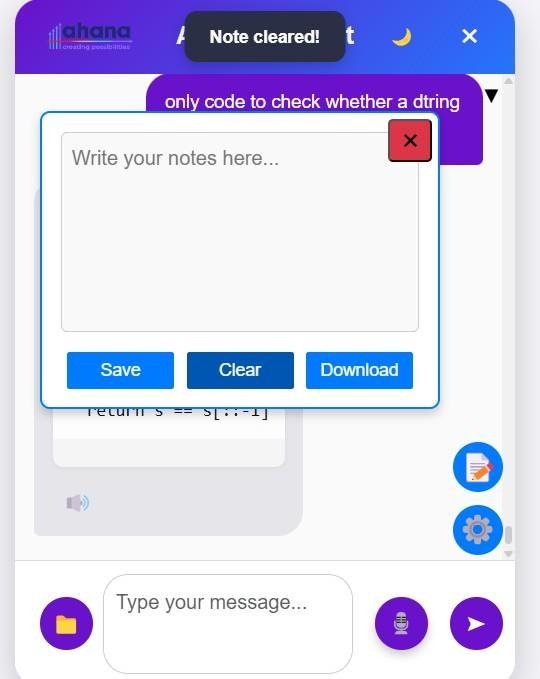 ahana
creating possibilities
Note cleared!
only code to check whether a dtring
Write your notes here...
Save
Clear
Download
return s == s[::-1]
Type your message...